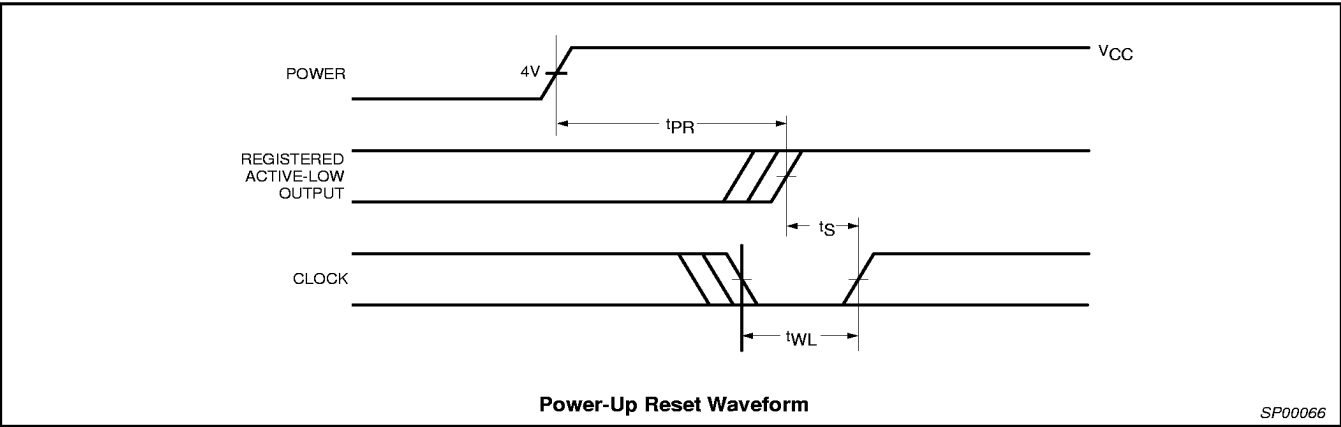 POWER
4V
VCC
tPR
REGISTERED
ACTIVE-LOW
OUTPUT
tS
CLOCK
tWL
Power-Up Reset Waveform
SP00066